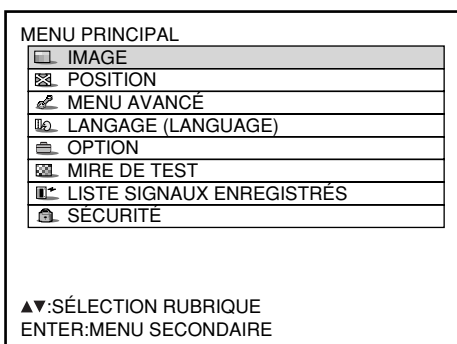 MENU PRINCIPAL
IMAGE
POSITION
MENU AVANCÉ
LANGAGE (LANGUAGE)
OPTION
MIRE DE TEST
LISTE SIGNAUX ENREGISTRÉS
SÉCURITÉ
▲▼:SÉLECTION RUBRIQUE
ENTER:MENU SECONDAIRE